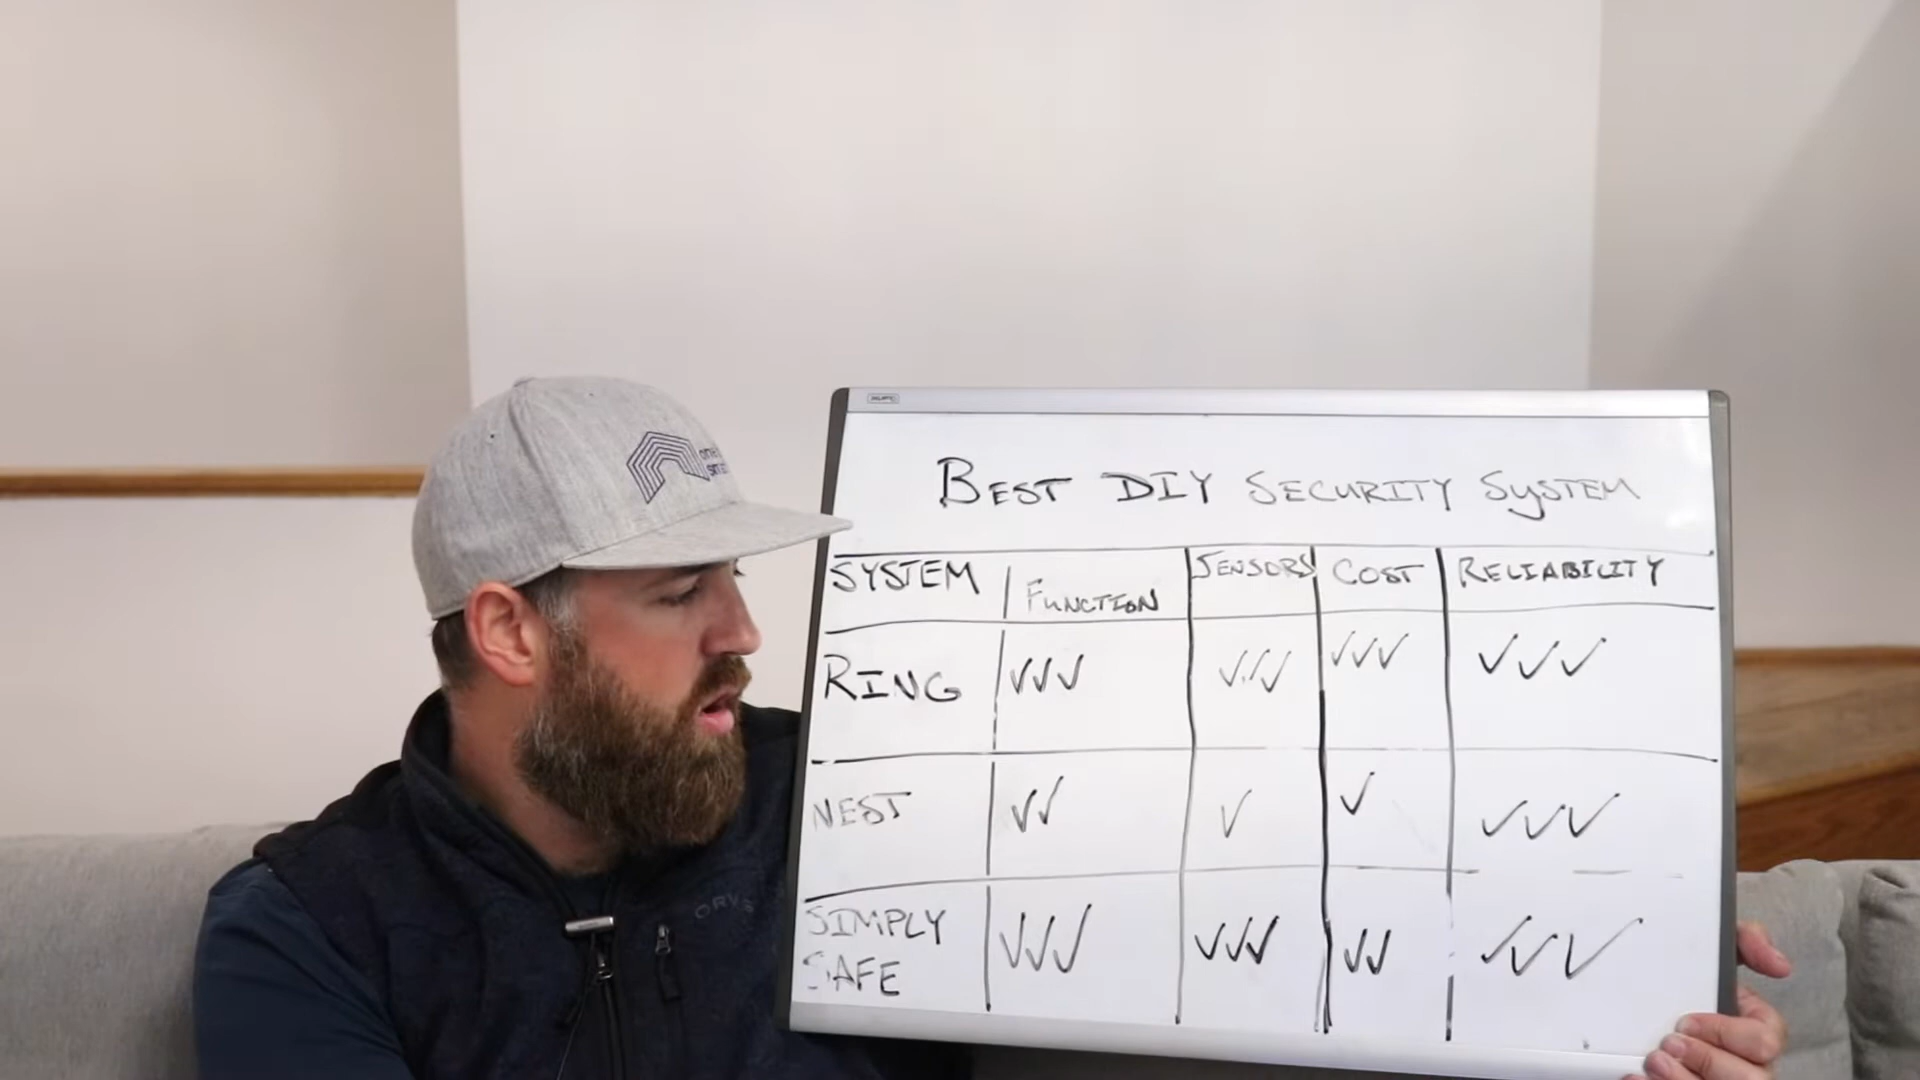 BEST DIY SECURITY SYSTEM
SYSTEM FUNCTION SENSORS COST RELIABILITY
RING ✓✓✓ ✓✓✓ ✓✓✓ ✓✓✓
NEST ✓✓ ✓ ✓ ✓✓✓
SIMPLY SAFE ✓✓✓ ✓✓✓ ✓✓ ✓✓✓